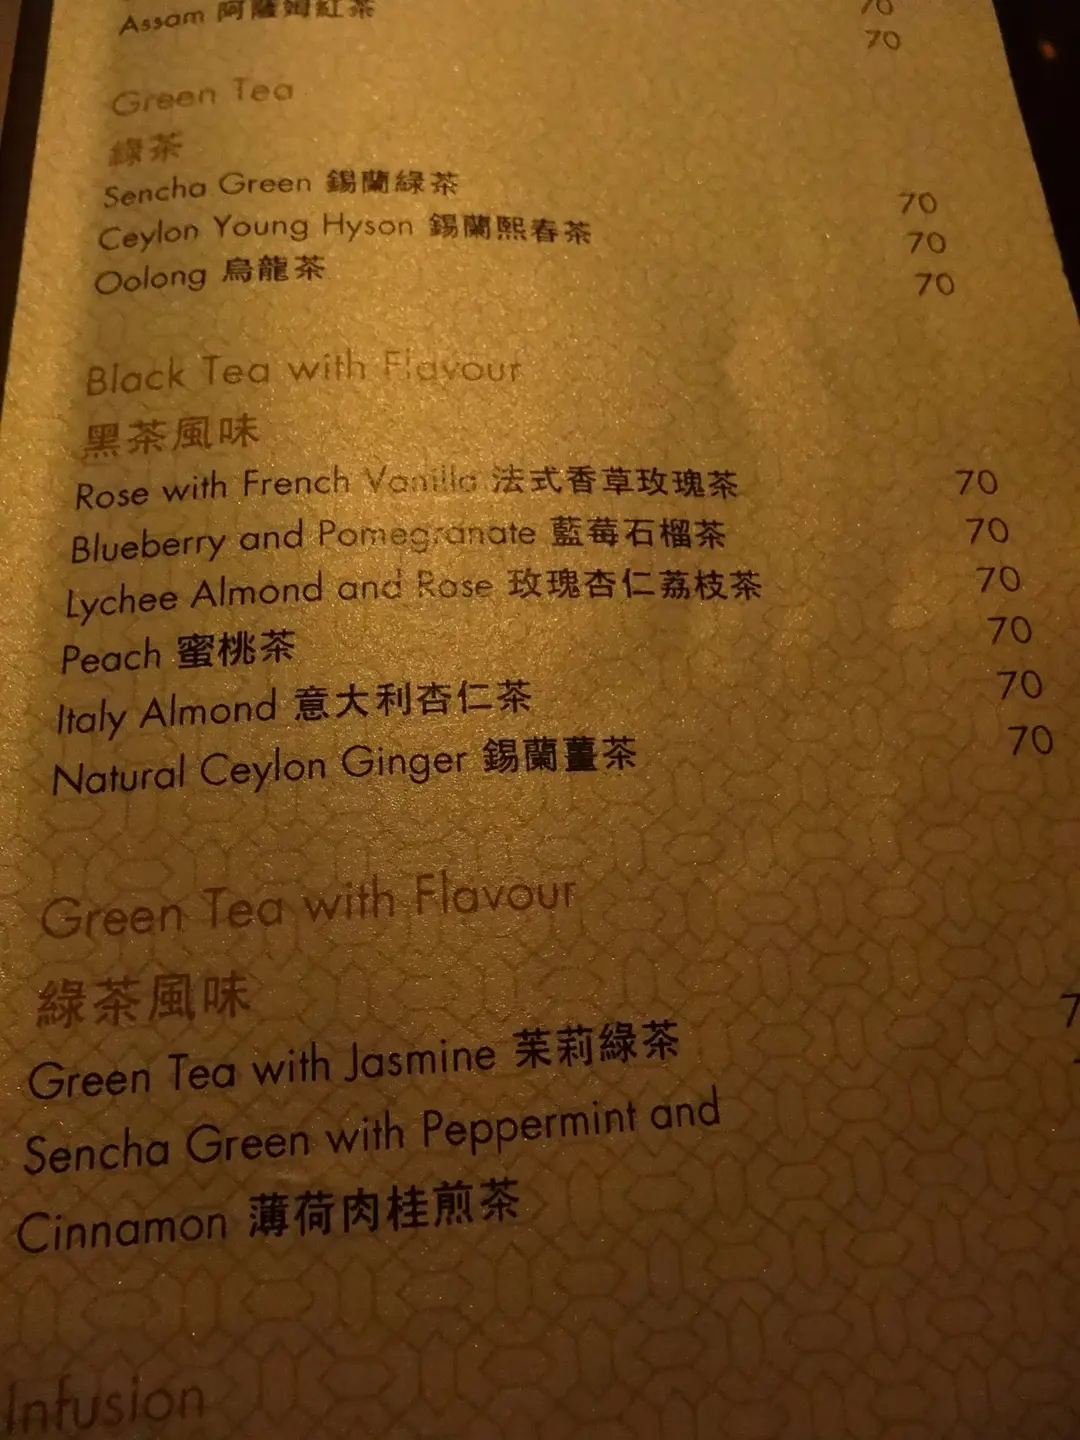 Assam 阿薩姆紅茶 70
70
Green Tea
綠茶
Sencha Green 錫蘭綠茶 70
Ceylon Young Hyson 錫蘭熙春茶 70
Oolong 烏龍茶 70
Black Tea with Flavour
黑茶風味
Rose with French Vanilla 法式香草玫瑰茶 70
Blueberry and Pomegranate 藍莓石榴茶 70
Lychee Almond and Rose 玫瑰杏仁荔枝茶 70
Peach 蜜桃茶 70
Italy Almond 意大利杏仁茶 70
Natural Ceylon Ginger 錫蘭薑茶 70
Green Tea with Flavour
綠茶風味
Green Tea with Jasmine 茉莉綠茶
Sencha Green with Peppermint and
Cinnamon 薄荷肉桂煎茶
Infusion